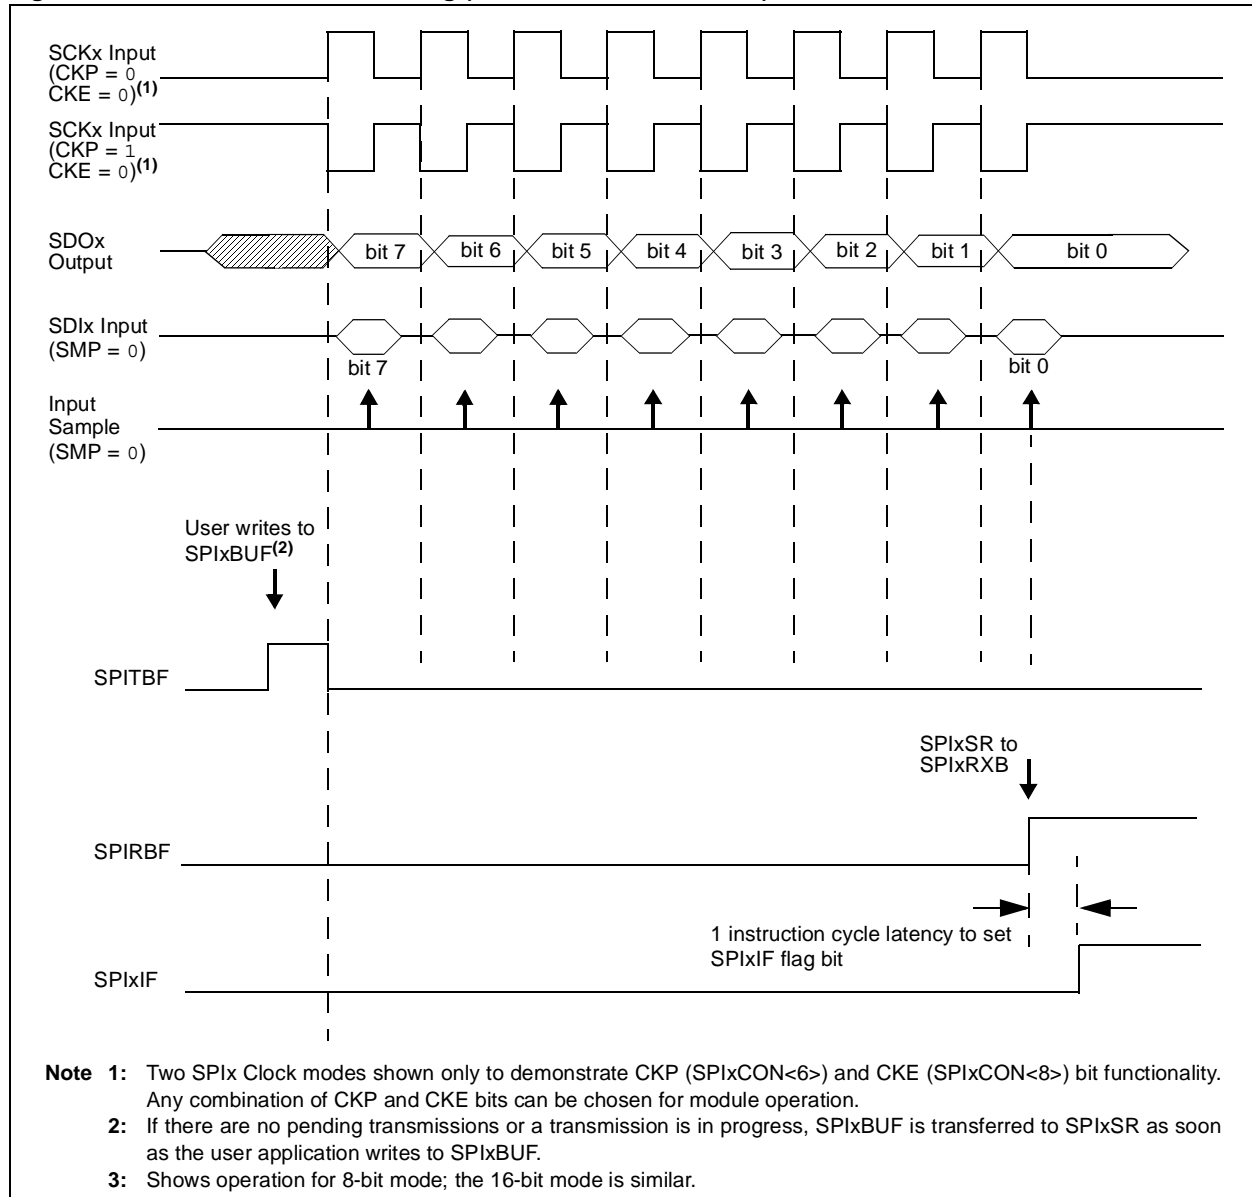 SCKx Input
(CKP = 0
CKE = 0)(1)
SCKx Input
(CKP = 1
CKE = 0)(1)
SDOx
Output
bit 7 bit 6 bit 5 bit 4 bit 3 bit 2 bit 1 bit 0
SDIx Input
(SMP = 0)
bit 7 bit 0
Input
Sample
(SMP = 0)
User writes to
SPIxBUF(2)
SPITBF
SPIxSR to
SPIxRXB
SPIRBF
1 instruction cycle latency to set
SPIxIF flag bit
SPIxIF
Note 1: Two SPIx Clock modes shown only to demonstrate CKP (SPIxCON<6>) and CKE (SPIxCON<8>) bit functionality.
Any combination of CKP and CKE bits can be chosen for module operation.
2: If there are no pending transmissions or a transmission is in progress, SPIxBUF is transferred to SPIxSR as soon
as the user application writes to SPIxBUF.
3: Shows operation for 8-bit mode; the 16-bit mode is similar.